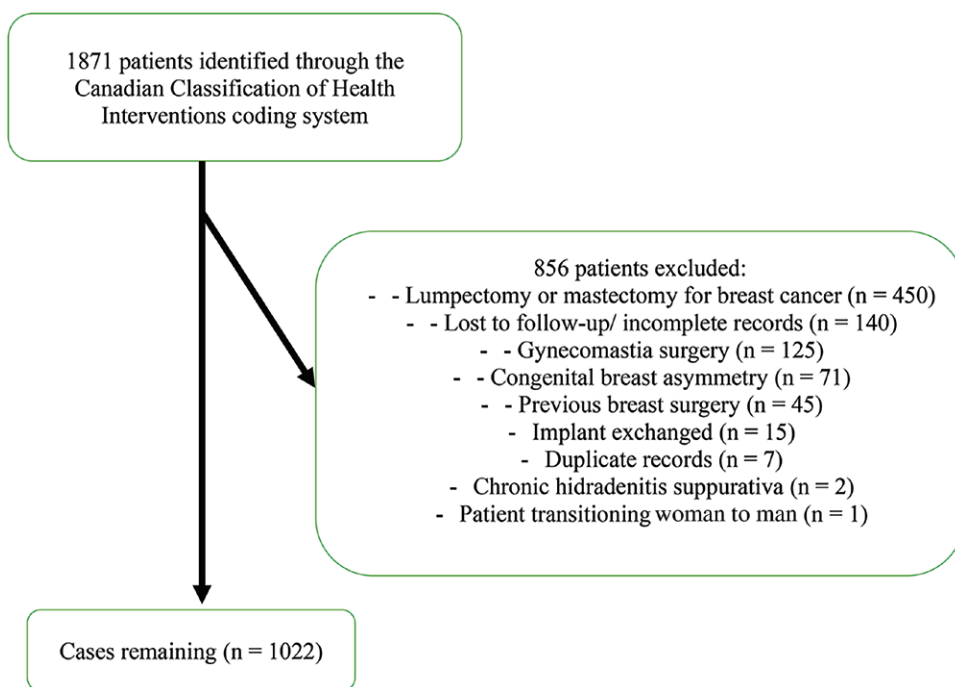 1871 patients identified through the
Canadian Classification of Health
Interventions coding system
856 patients excluded:
- - Lumpectomy or mastectomy for breast cancer (n = 450)
- - Lost to follow-up/ incomplete records (n = 140)
- - Gynecomastia surgery (n = 125)
- - Congenital breast asymmetry (n = 71)
- - Previous breast surgery (n = 45)
- Implant exchanged (n = 15)
- Duplicate records (n = 7)
- Chronic hidradenitis suppurativa (n = 2)
- Patient transitioning woman to man (n = 1)
Cases remaining (n = 1022)